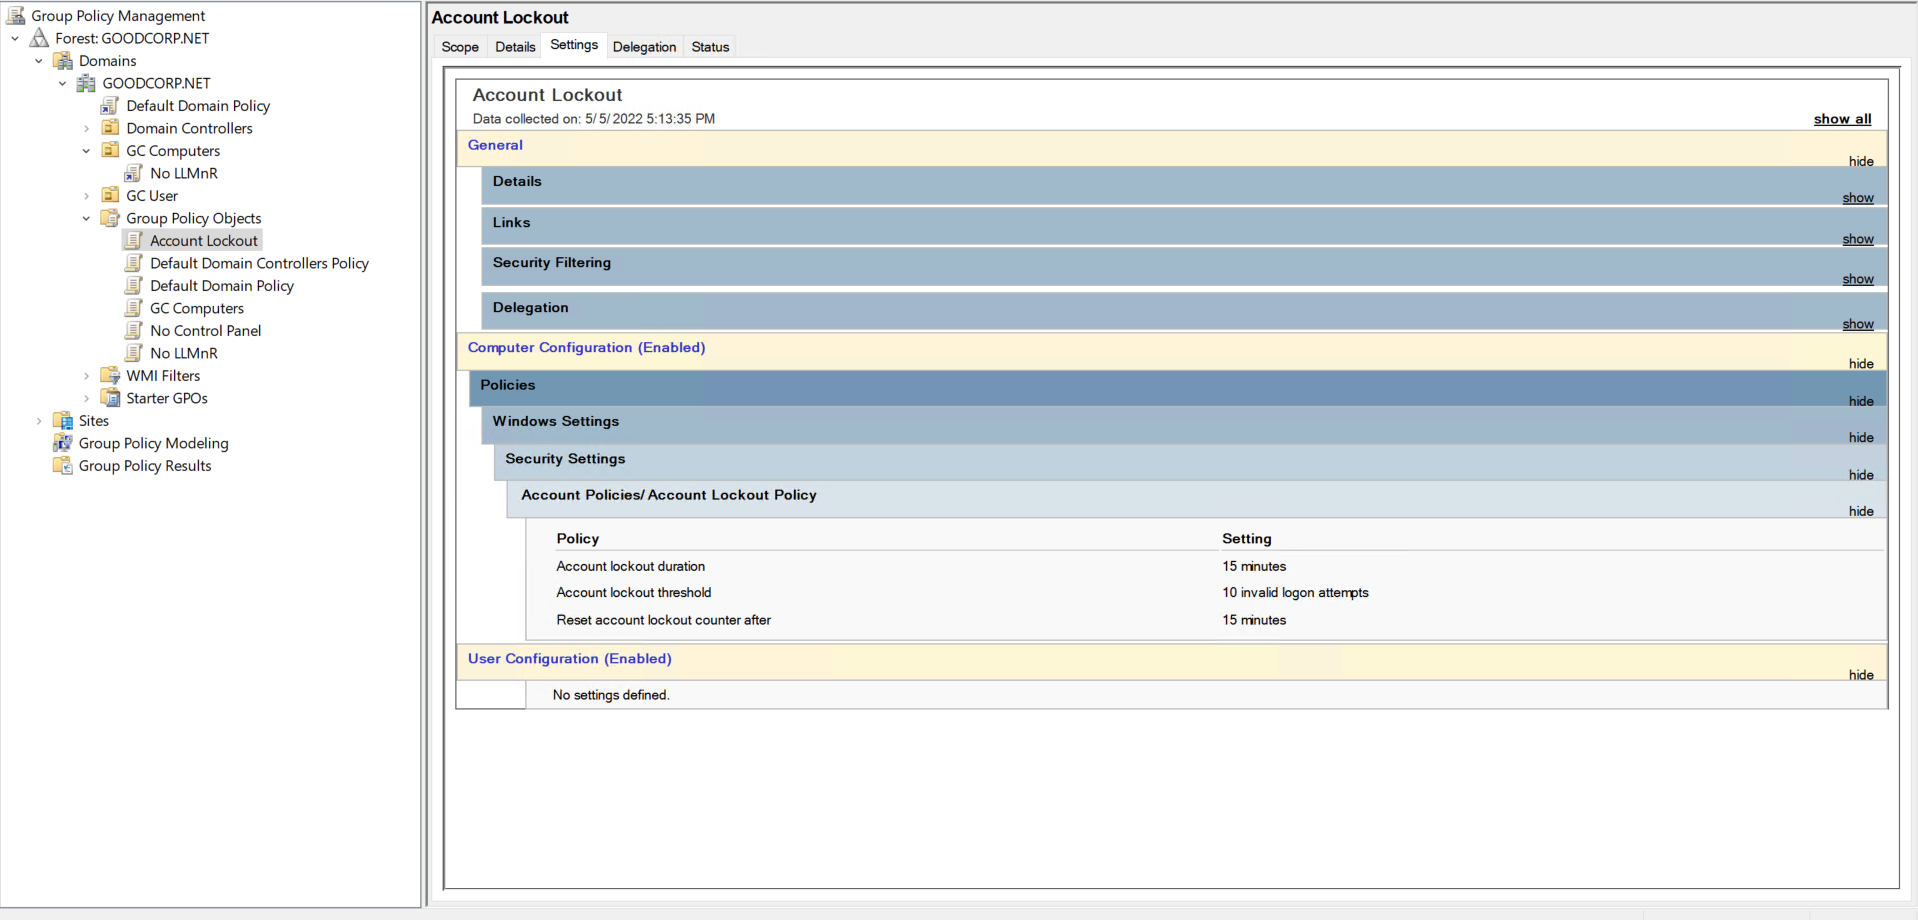 Group Policy Management
Forest: GOODCORP.NET
Domains
GOODCORP.NET
Default Domain Policy
Domain Controllers
GC Computers
No LLMnR
GC User
Group Policy Objects
Account Lockout
Default Domain Controllers Policy
Default Domain Policy
GC Computers
No Control Panel
No LLMnR
WMI Filters
Starter GPOs
Sites
Group Policy Modeling
Group Policy Results
Account Lockout
Scope Details Settings Delegation Status
Account Lockout
Data collected on: 5/5/2022 5:13:35 PM show all
General hide
Details show
Links show
Security Filtering show
Delegation show
Computer Configuration (Enabled) hide
Policies hide
Windows Settings hide
Security Settings hide
Account Policies/Account Lockout Policy hide
Policy Setting
Account lockout duration 15 minutes
Account lockout threshold 10 invalid logon attempts
Reset account lockout counter after 15 minutes
User Configuration (Enabled) hide
No settings defined.